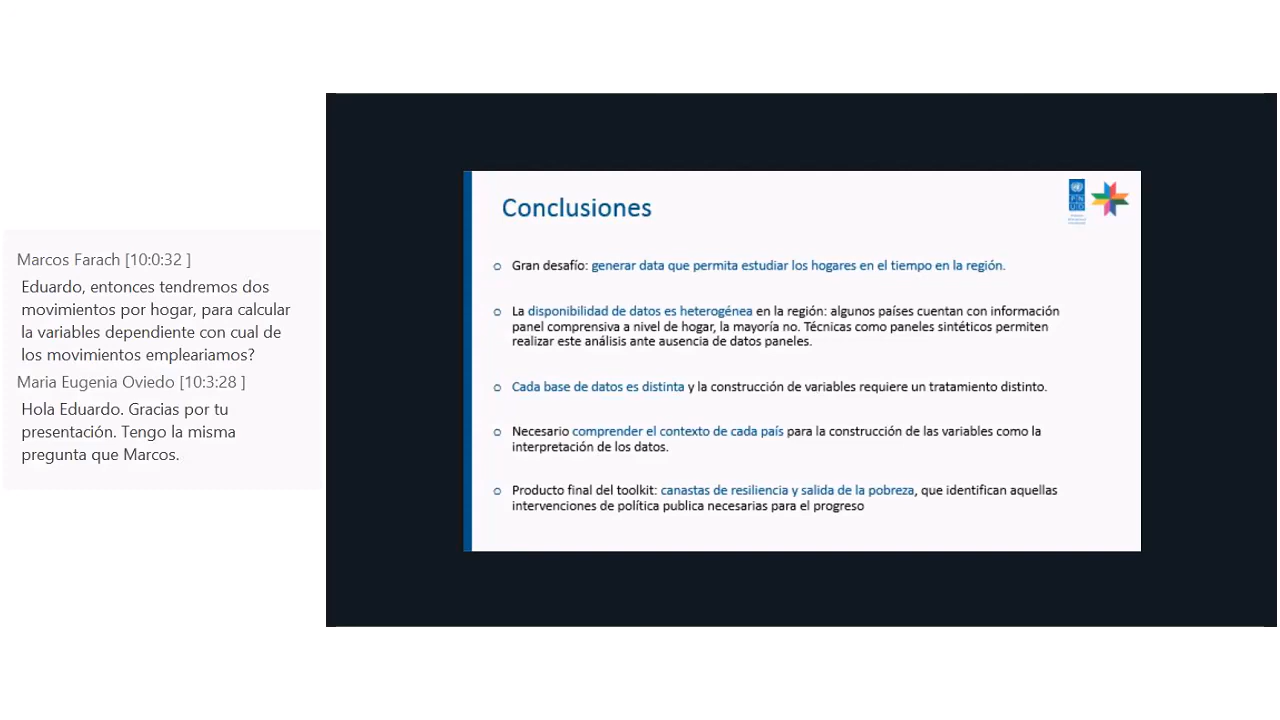 Marcos Farach [10:0:32 ]
Eduardo, entonces tendremos dos
movimientos por hogar, para calcular
la variables dependiente con cual de
los movimientos empleariamos?
Maria Eugenia Oviedo [10:3:28 ]
Hola Eduardo. Gracias por tu
presentación. Tengo la misma
pregunta que Marcos.
Conclusiones
Gran desafío: generar data que permita estudiar los hogares en el tiempo en la región.
La disponibilidad de datos es heterogénea en la región: algunos países cuentan con información
panel comprensiva a nivel de hogar, la mayoría no. Técnicas como paneles sintéticos permiten
realizar este análisis ante ausencia de datos paneles.
Cada base de datos es distinta y la construcción de variables requiere un tratamiento distinto.
Necesario comprender el contexto de cada país para la construcción de las variables como la
interpretación de los datos.
Producto final del toolkit: canastas de resiliencia y salida de la pobreza, que identifican aquellas
intervenciones de política publica necesarias para el progreso